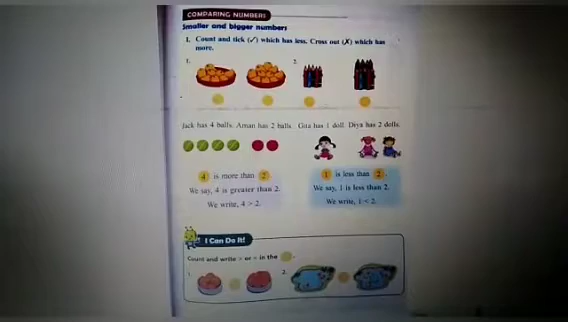 COMPARING NUMBERS
Smaller and bigger numbers
1. Count and tick (✓) which has less. Cross out (✗) which has
more.
1. 2.
Jack has 4 balls. Aman has 2 balls. Gita has 1 doll. Diya has 2 dolls.
4 is more than 2. 1 is less than 2.
We say, 4 is greater than 2. We say, 1 is less than 2.
We write, 4 > 2. We write, 1 < 2.
I Can Do It!
Count and write > or < in the
1. 2.